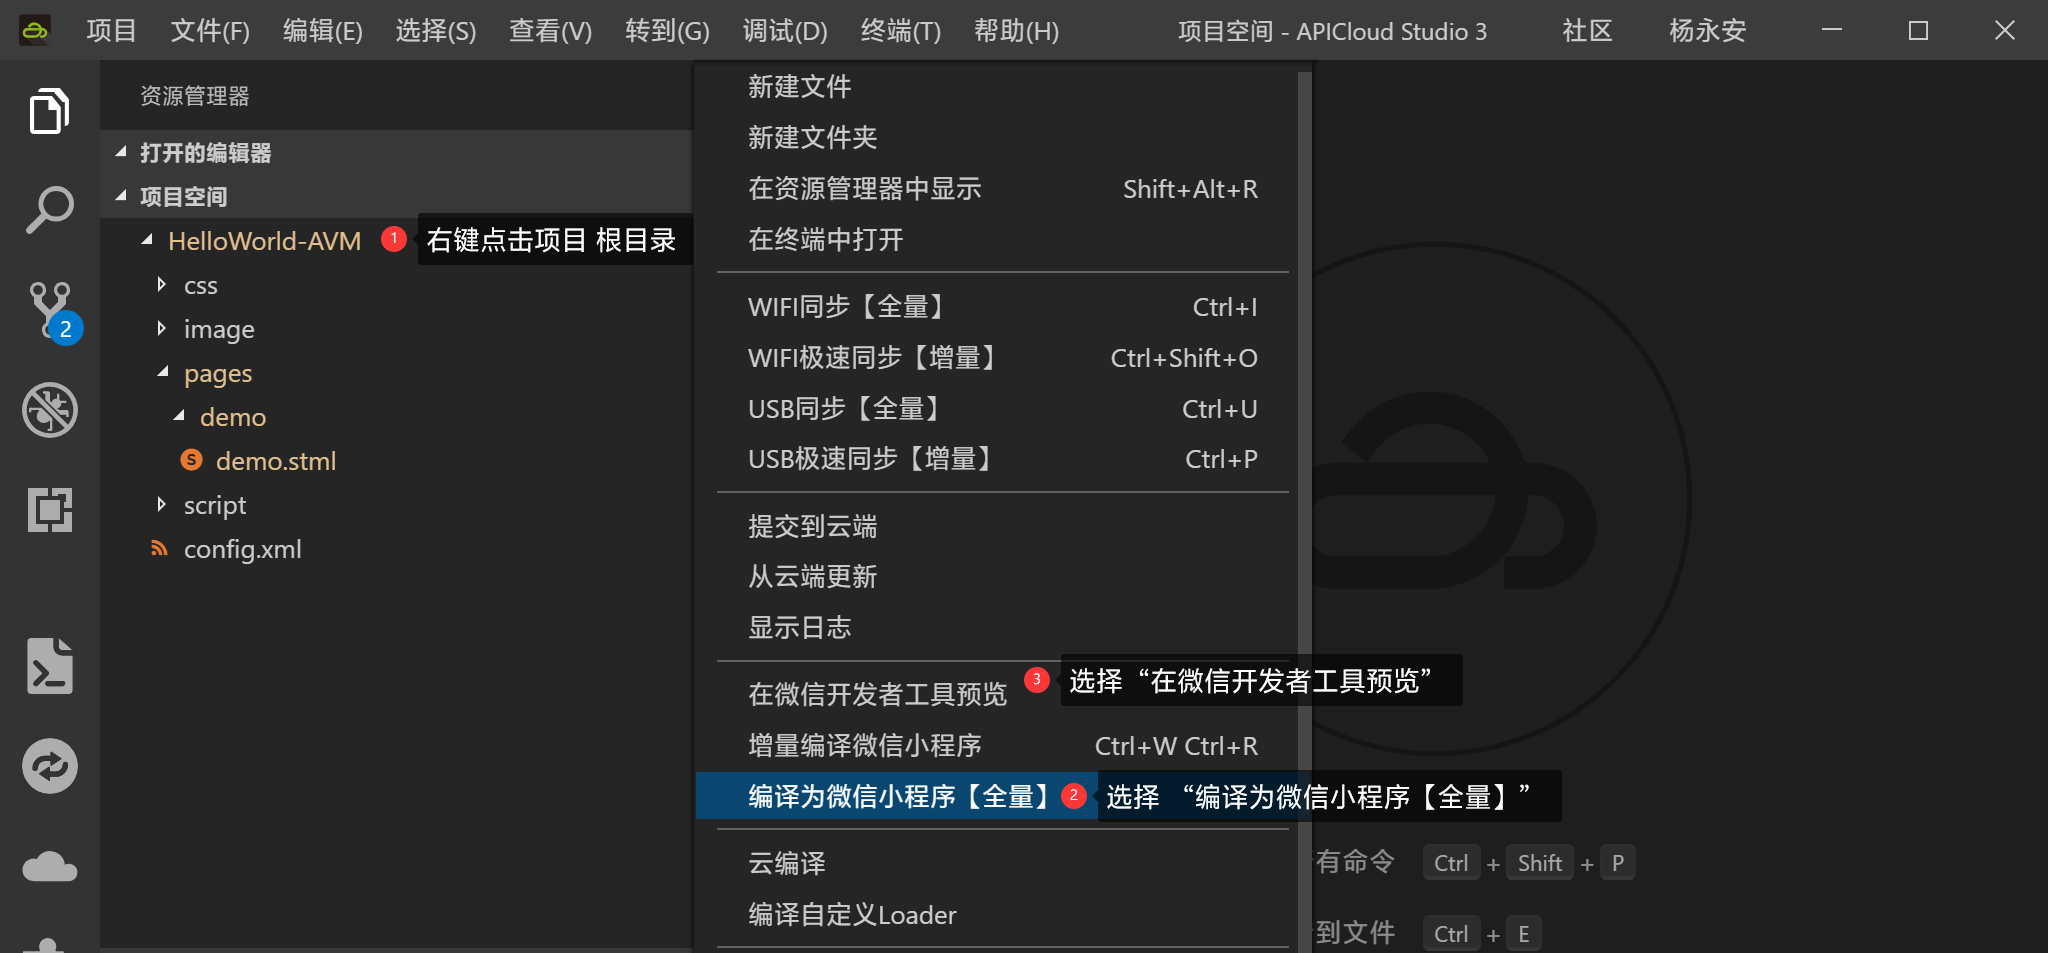 项目 文件(F) 编辑(E) 选择(S) 查看(V) 转到(G) 调试(D) 终端(T) 帮助(H) 项目空间 - APICloud Studio 3 社区 杨永安
资源管理器
打开的编辑器
项目空间
HelloWorld-AVM 1 右键点击项目 根目录
css
image
pages
demo
S demo.stml
script
config.xml
2
新建文件
新建文件夹
在资源管理器中显示 Shift+Alt+R
在终端中打开
WIFI同步【全量】 Ctrl+I
WIFI极速同步【增量】 Ctrl+Shift+O
USB同步【全量】 Ctrl+U
USB极速同步【增量】 Ctrl+P
提交到云端
从云端更新
显示日志
在微信开发者工具预览 3 选择“在微信开发者工具预览”
增量编译微信小程序 Ctrl+W Ctrl+R
编译为微信小程序【全量】 2 选择 “编译为微信小程序【全量】”
云编译
编译自定义Loader
有命令 Ctrl + Shift + P
到文件 Ctrl + E